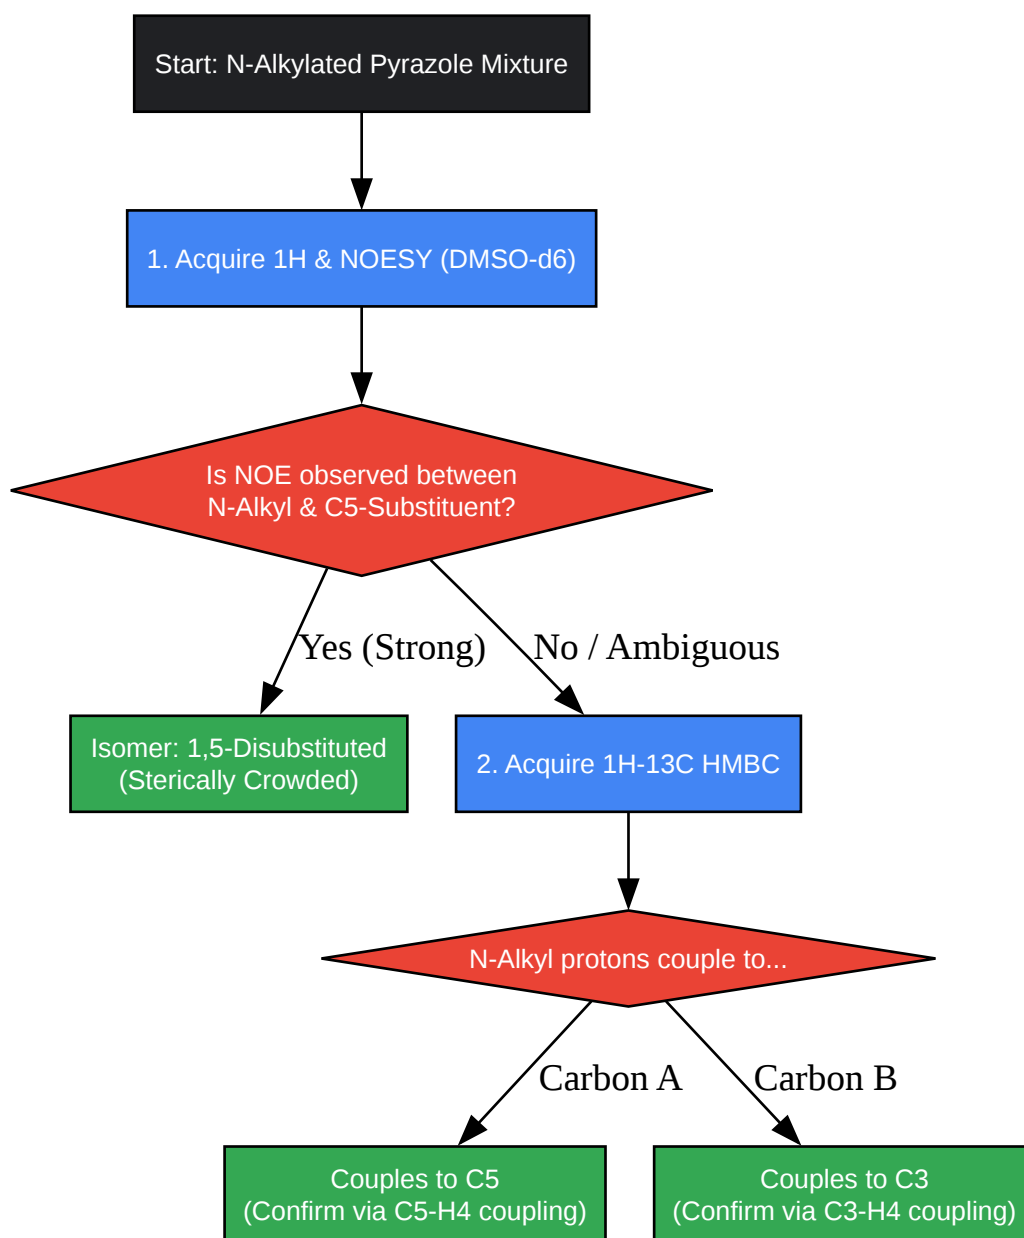 Start: N-Alkylated Pyrazole Mixture
1. Acquire 1H & NOESY (DMSO-d6)
Is NOE observed between
N-Alkyl & C5-Substituent?
Yes (Strong)
No / Ambiguous
Isomer: 1,5-Disubstituted
(Sterically Crowded)
2. Acquire 1H-13C HMBC
N-Alkyl protons couple to...
Carbon A
Carbon B
Couples to C5
(Confirm via C5-H4 coupling)
Couples to C3
(Confirm via C3-H4 coupling)